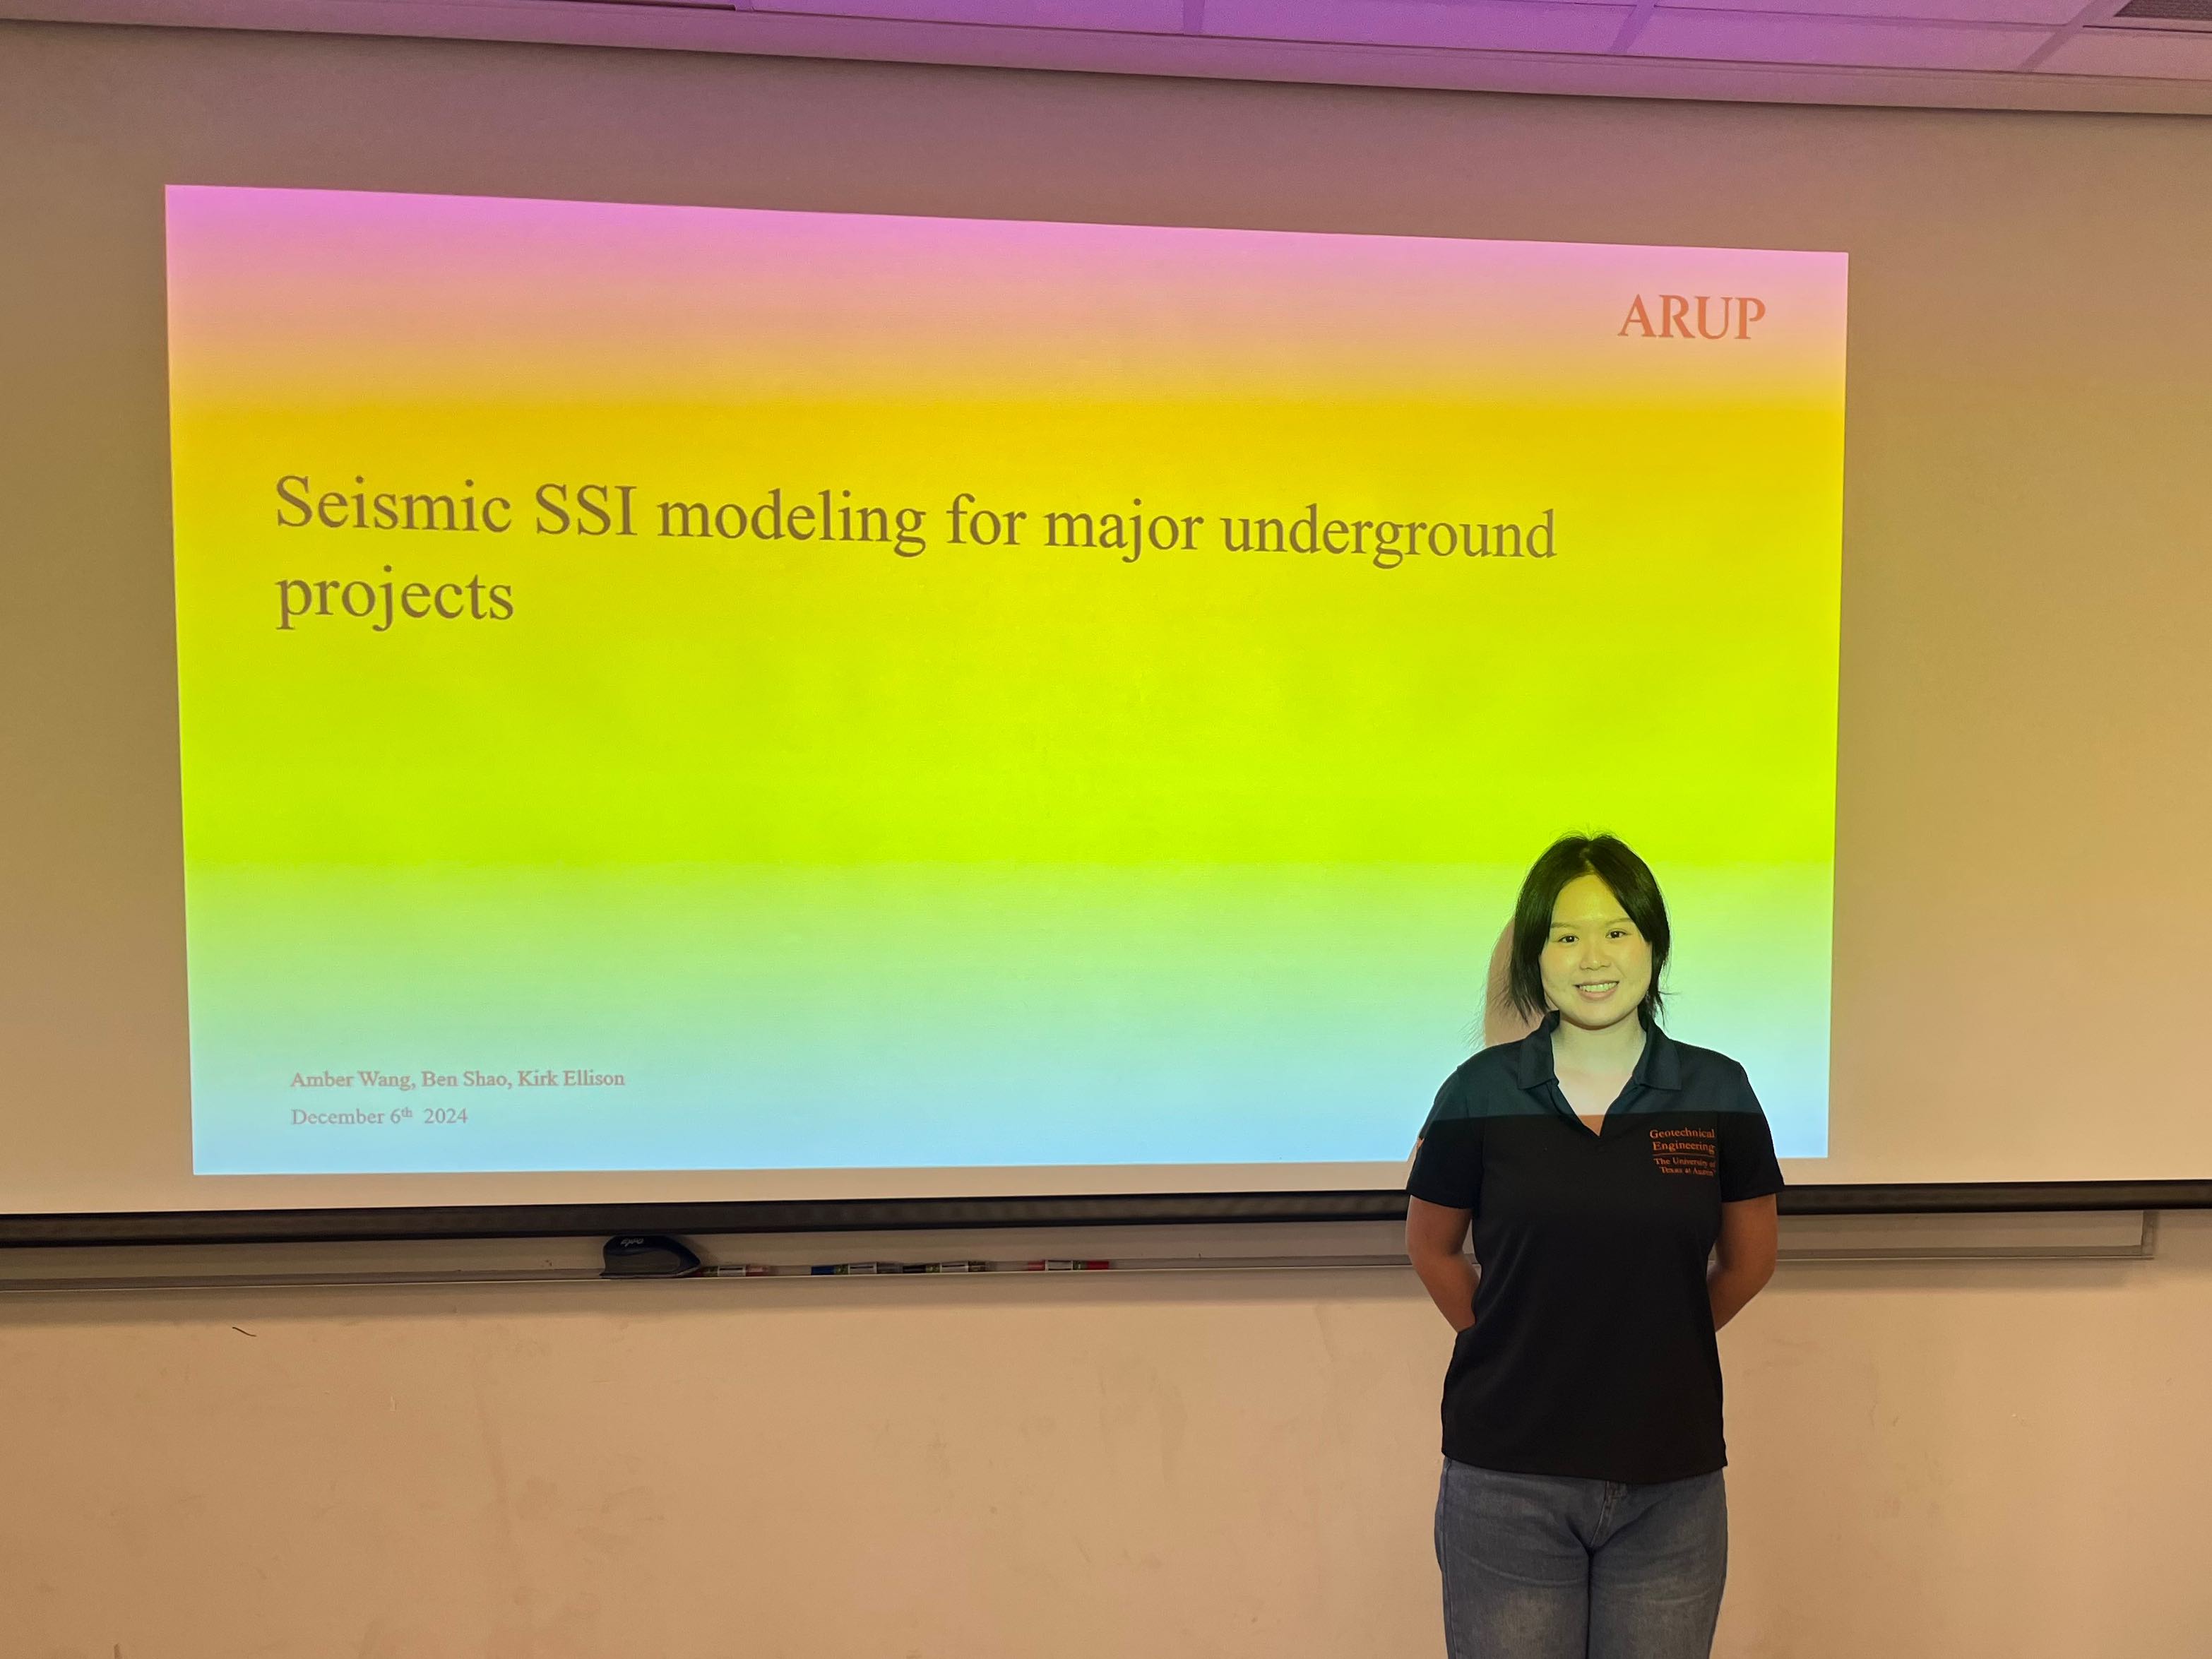 ARUP
Seismic SSI modeling for major underground
projects
Amber Wang, Ben Shao, Kirk Ellison
December 6th 2024
Geotechnical
Engineering
The University of
Texas at Austin
EXPO